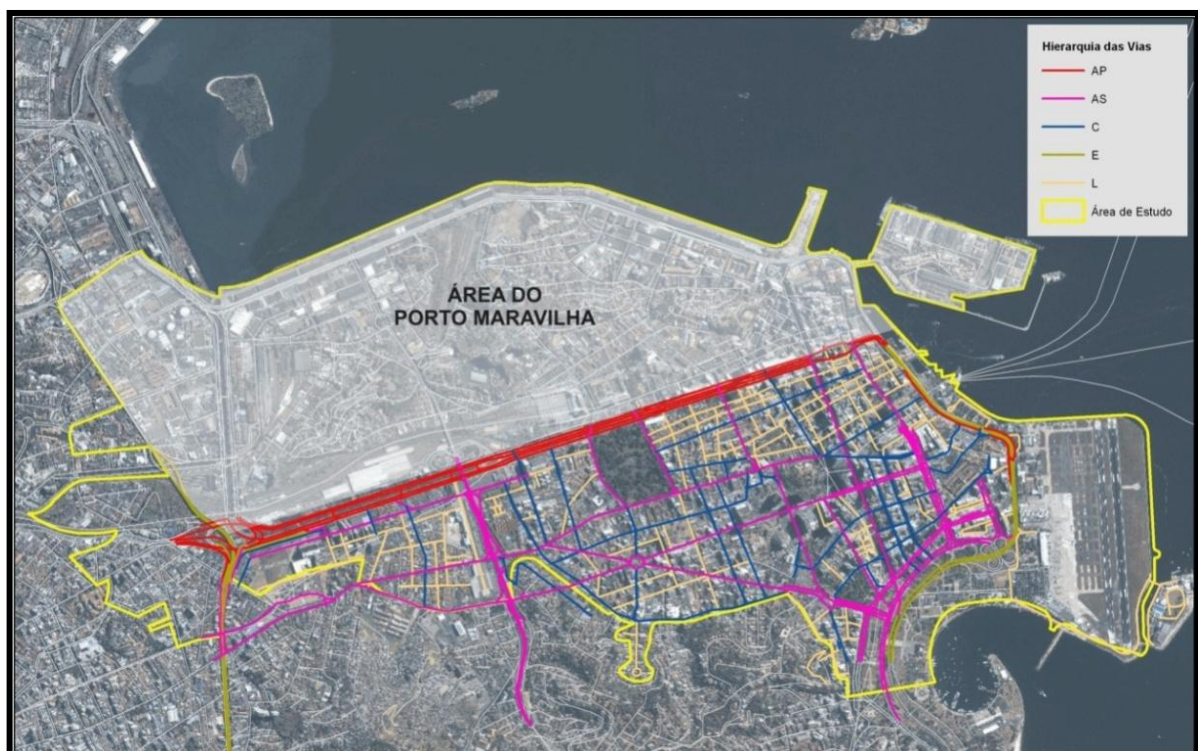 Hierarquia das Vias
AP
AS
C
E
L
Área de Estudo
ÁREA DO
PORTO MARAVILHA